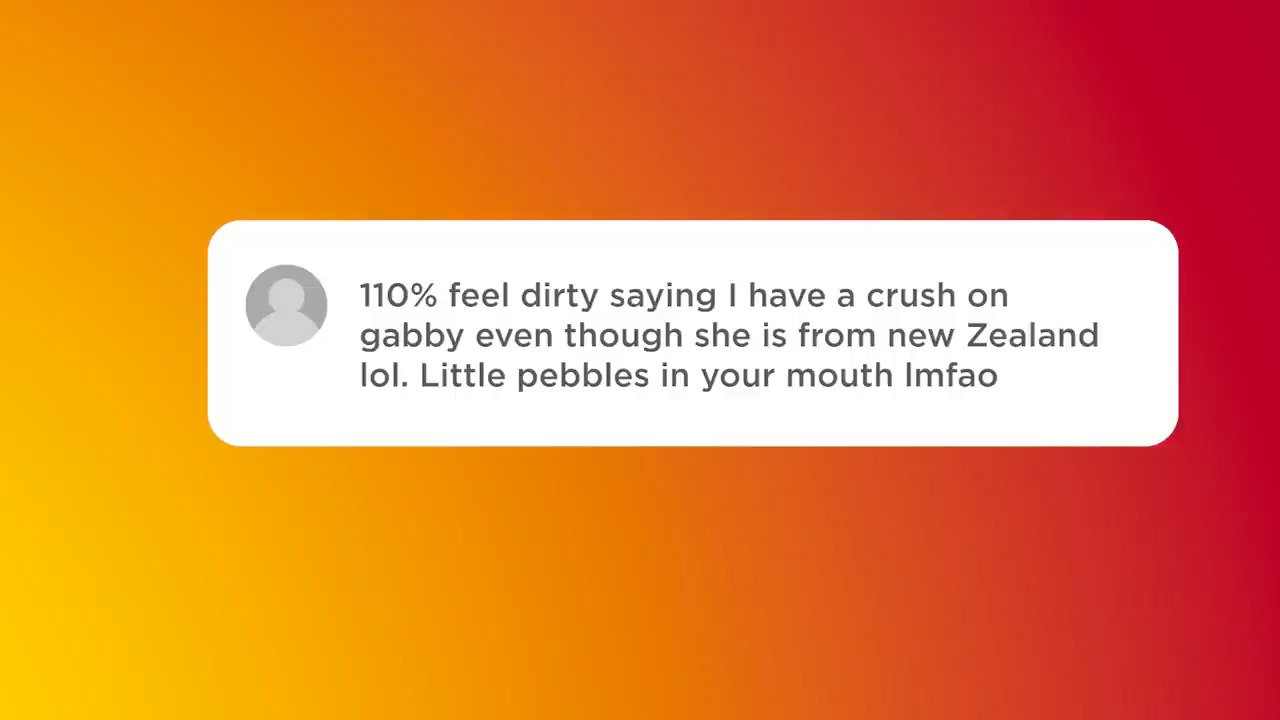 110% feel dirty saying I have a crush on
gabby even though she is from new Zealand
lol. Little pebbles in your mouth lmfao